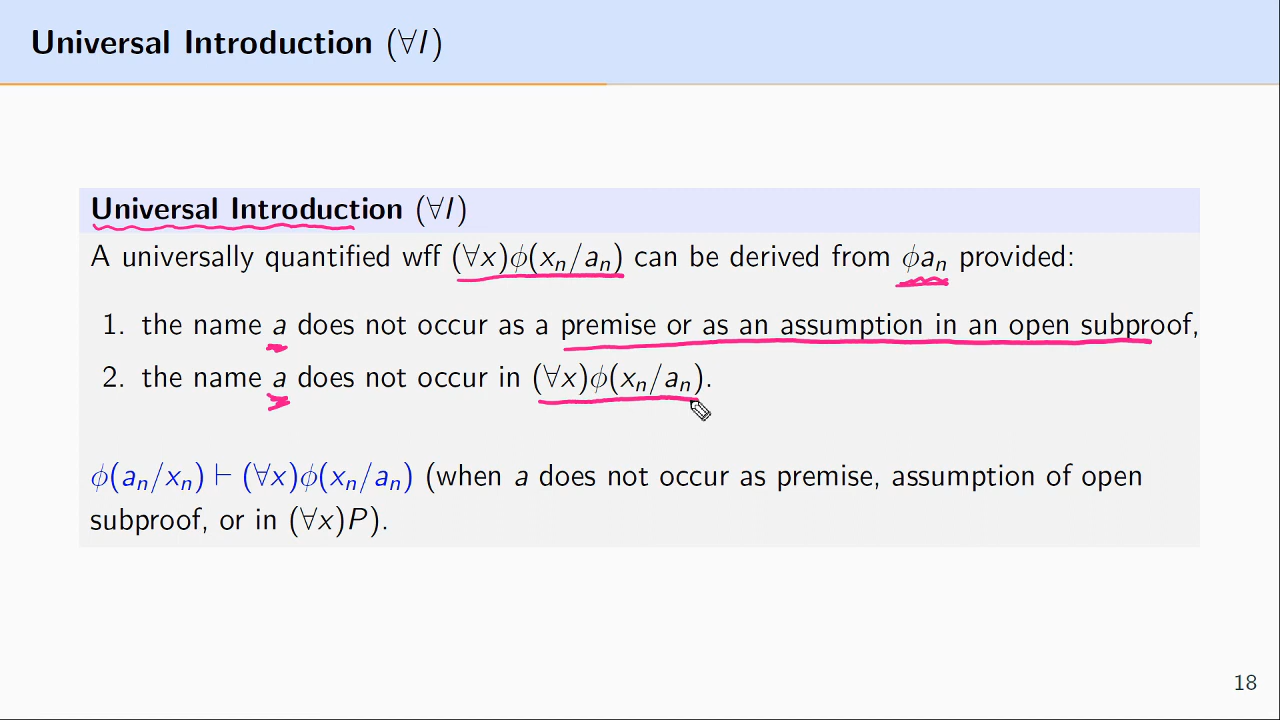 Universal Introduction (∀I)
Universal Introduction (∀I)
A universally quantified wff (∀x)ϕ(xₙ/aₙ) can be derived from ϕaₙ provided:
1. the name a does not occur as a premise or as an assumption in an open subproof,
2. the name a does not occur in (∀x)ϕ(xₙ/aₙ).
ϕ(aₙ/xₙ) ⊢ (∀x)ϕ(xₙ/aₙ) (when a does not occur as premise, assumption of open
subproof, or in (∀x)P).
18